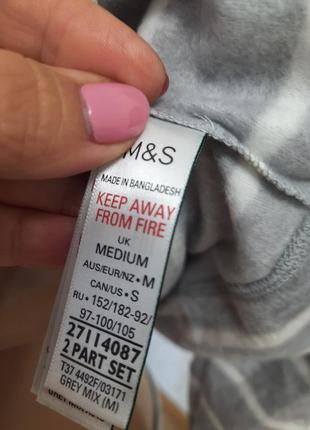 M&S
MADE IN BANGLADESH
KEEP AWAY
FROM FIRE
UK
MEDIUM
AUS/EUR/NZ • M
CAN/US • S
RU • 152/182-92/
97-100/105
27114087
2 PART SET
T37 4492F/03171
GREY MIX (M)